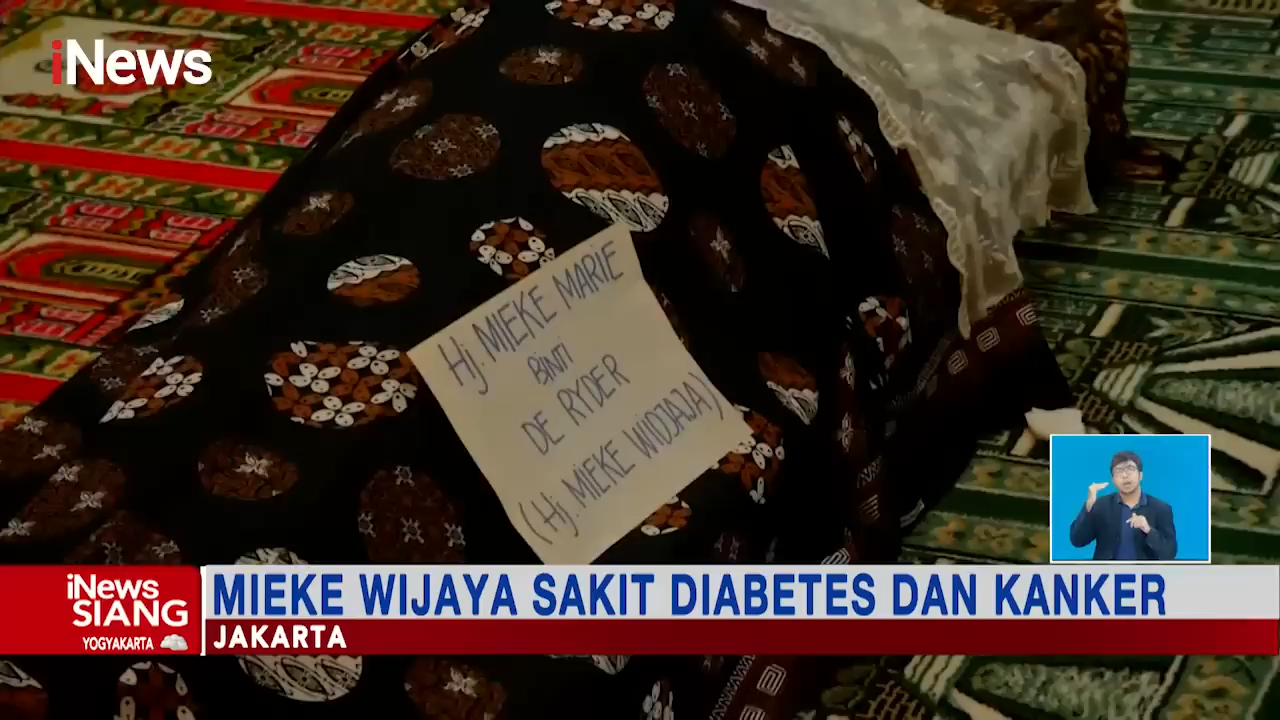 iNews
Hj. MIEKE MARIE
BINTI
DE RYDER
(Hj. MIEKE WIDJAJA)
iNews
SIANG
YOGYAKARTA
MIEKE WIJAYA SAKIT DIABETES DAN KANKER
JAKARTA